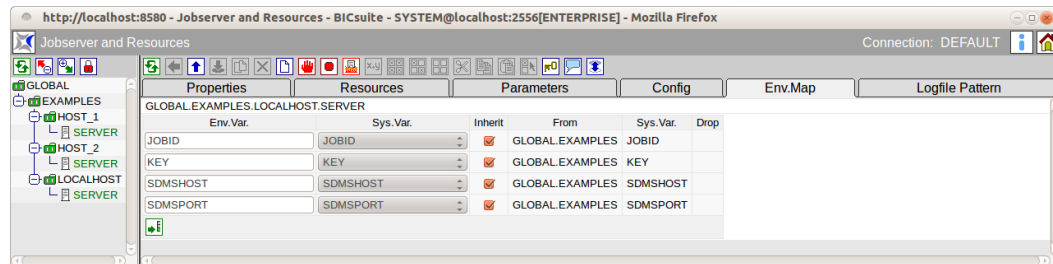 http://localhost:8580 - Jobserver and Resources - BICsuite - SYSTEM@localhost:2556[ENTERPRISE] - Mozilla Firefox
Jobserver and Resources
Connection: DEFAULT
GLOBAL
EXAMPLES
HOST_1
SERVER
HOST_2
SERVER
LOCALHOST
SERVER
Properties Resources Parameters Config Env.Map Logfile Pattern
GLOBAL.EXAMPLES.LOCALHOST.SERVER
Env.Var. Sys.Var. Inherit From Sys.Var. Drop
JOBID JOBID GLOBAL.EXAMPLES JOBID
KEY KEY GLOBAL.EXAMPLES KEY
SDMSHOST SDMSHOST GLOBAL.EXAMPLES SDMSHOST
SDMSPORT SDMSPORT GLOBAL.EXAMPLES SDMSPORT